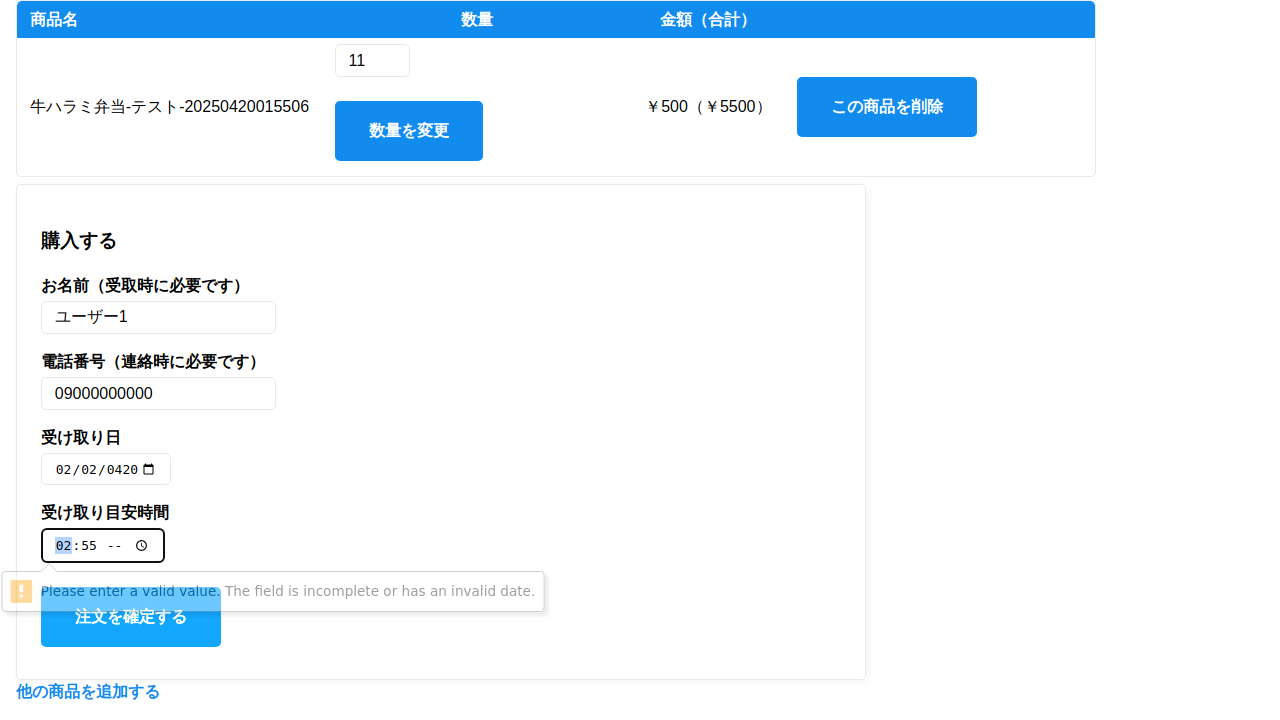 商品名 数量 金額（合計）
11
牛ハラミ弁当-テスト-20250420015506 ￥500（￥5500） この商品を削除
数量を変更
購入する
お名前（受取時に必要です）
ユーザー1
電話番号（連絡時に必要です）
09000000000
受け取り日
02/02/0420
受け取り目安時間
02:55 --
Please enter a valid value. The field is incomplete or has an invalid date.
注文を確定する
他の商品を追加する